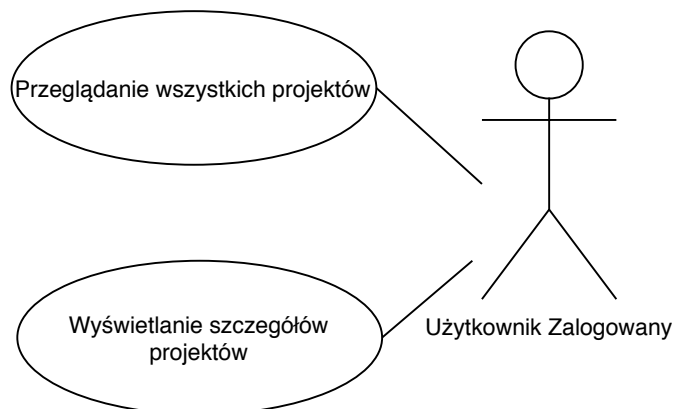 Przeglądanie wszystkich projektów
Wyświetlanie szczegółów
projektów
Użytkownik Zalogowany